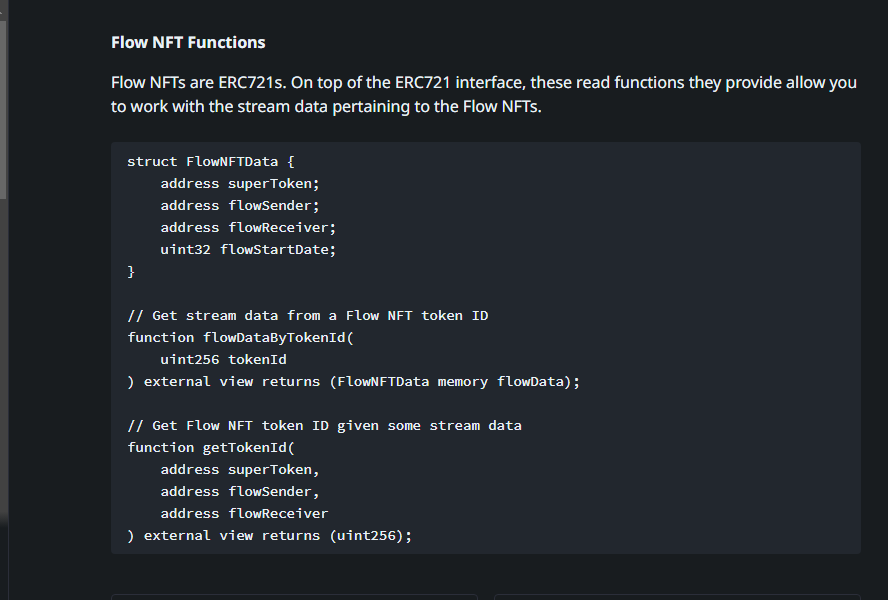 Flow NFT Functions
Flow NFTs are ERC721s. On top of the ERC721 interface, these read functions they provide allow you
to work with the stream data pertaining to the Flow NFTs.
struct FlowNFTData {
    address superToken;
    address flowSender;
    address flowReceiver;
    uint32 flowStartDate;
}
// Get stream data from a Flow NFT token ID
function flowDataByTokenId(
    uint256 tokenId
) external view returns (FlowNFTData memory flowData);
// Get Flow NFT token ID given some stream data
function getTokenId(
    address superToken,
    address flowSender,
    address flowReceiver
) external view returns (uint256);